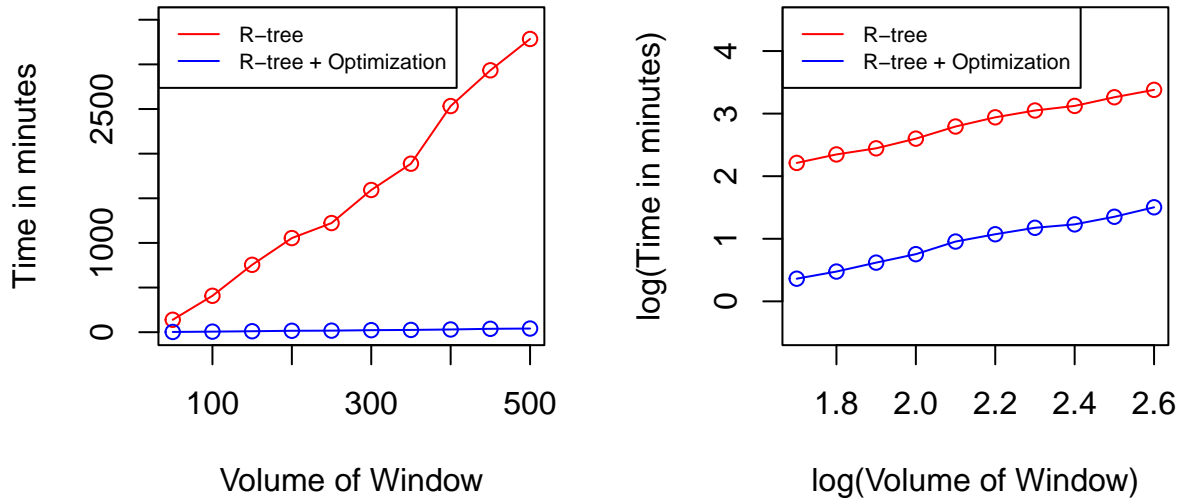 R−tree
R−tree + Optimization
Time in minutes
0
1000
2500
100
300
500
Volume of Window
R−tree
R−tree + Optimization
log(Time in minutes)
0
1
2
3
4
1.8
2.0
2.2
2.4
2.6
log(Volume of Window)